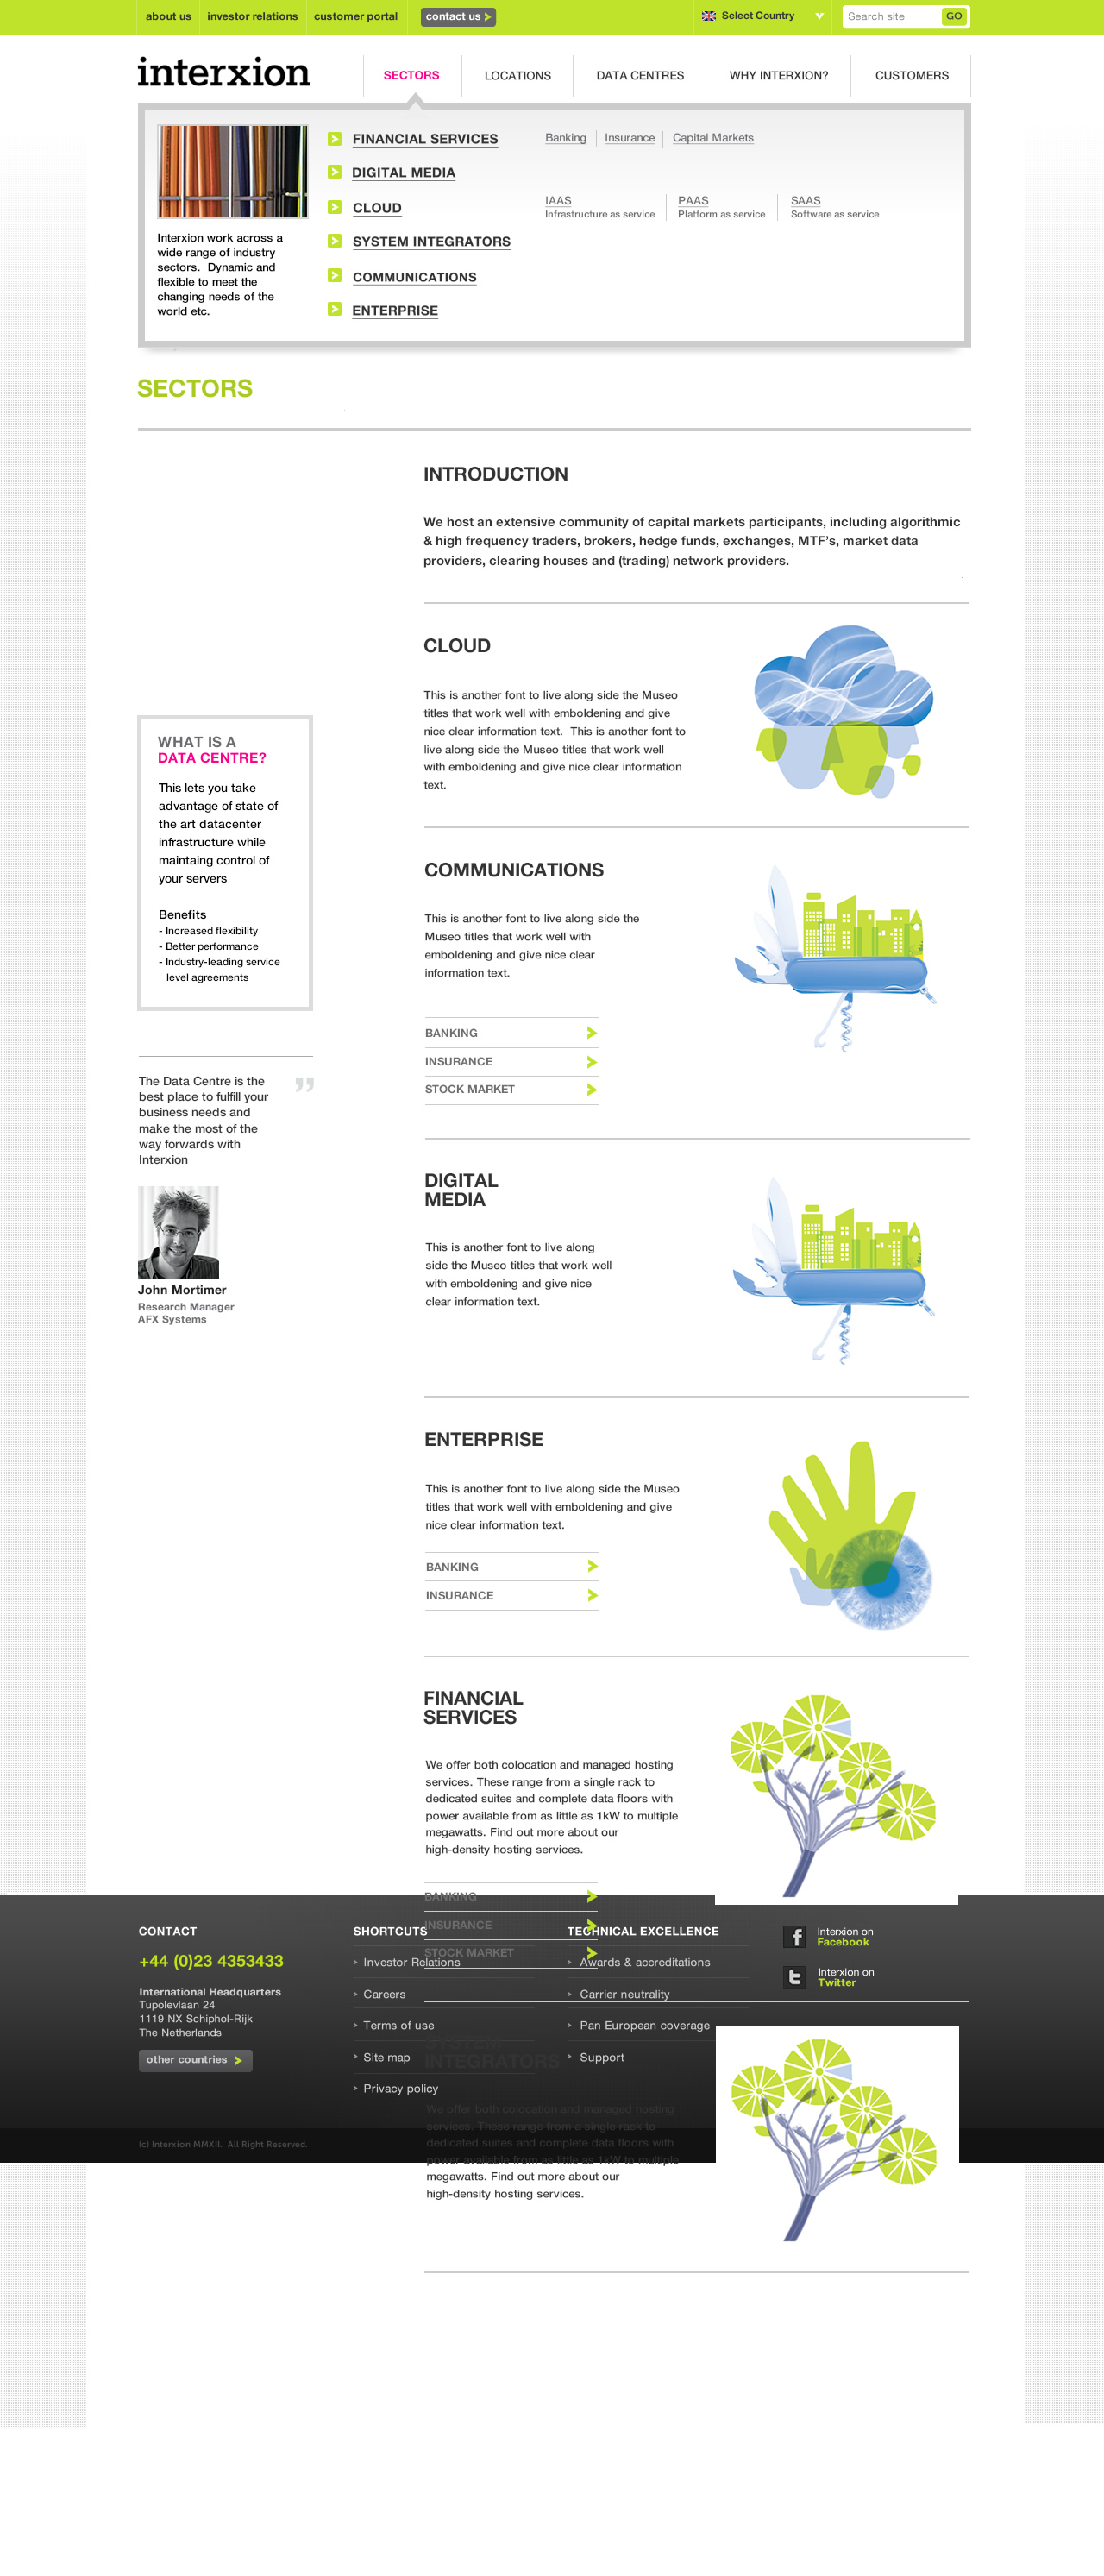 about us investor relations customer portal contact us Select Country Search site GO
interxion
SECTORS LOCATIONS DATA CENTRES WHY INTERXION? CUSTOMERS
Interxion work across a
wide range of industry
sectors.  Dynamic and
flexible to meet the
changing needs of the
world etc.
FINANCIAL SERVICES Banking Insurance Capital Markets
DIGITAL MEDIA
CLOUD IAAS PAAS SAAS
Infrastructure as service Platform as service Software as service
SYSTEM INTEGRATORS
COMMUNICATIONS
ENTERPRISE
SECTORS
INTRODUCTION
We host an extensive community of capital markets participants, including algorithmic
& high frequency traders, brokers, hedge funds, exchanges, MTF's, market data
providers, clearing houses and (trading) network providers.
CLOUD
This is another font to live along side the Museo
titles that work well with emboldening and give
nice clear information text.  This is another font to
live along side the Museo titles that work well
with emboldening and give nice clear information
text.
WHAT IS A
DATA CENTRE?
This lets you take
advantage of state of
the art datacenter
infrastructure while
maintaing control of
your servers
Benefits
- Increased flexibility
- Better performance
- Industry-leading service
level agreements
The Data Centre is the
best place to fulfill your
business needs and
make the most of the
way forwards with
Interxion
”
John Mortimer
Research Manager
AFX Systems
COMMUNICATIONS
This is another font to live along side the
Museo titles that work well with
emboldening and give nice clear
information text.
BANKING
INSURANCE
STOCK MARKET
DIGITAL
MEDIA
This is another font to live along
side the Museo titles that work well
with emboldening and give nice
clear information text.
ENTERPRISE
This is another font to live along side the Museo
titles that work well with emboldening and give
nice clear information text.
BANKING
INSURANCE
FINANCIAL
SERVICES
We offer both colocation and managed hosting
services. These range from a single rack to
dedicated suites and complete data floors with
power available from as little as 1kW to multiple
megawatts. Find out more about our
high-density hosting services.
BANKING
INSURANCE
STOCK MARKET
CONTACT
+44 (0)23 4353433
International Headquarters
Tupolevlaan 24
1119 NX Schiphol-Rijk
The Netherlands
other countries
(c) Interxion MMXII.  All Right Reserved.
SHORTCUTS
Investor Relations
Careers
Terms of use
Site map
Privacy policy
TECHNICAL EXCELLENCE
Awards & accreditations
Carrier neutrality
Pan European coverage
Support
Interxion on
Facebook
Interxion on
Twitter
SYSTEM
INTEGRATORS
We offer both colocation and managed hosting
services. These range from a single rack to
dedicated suites and complete data floors with
power available from as little as 1kW to multiple
megawatts. Find out more about our
high-density hosting services.